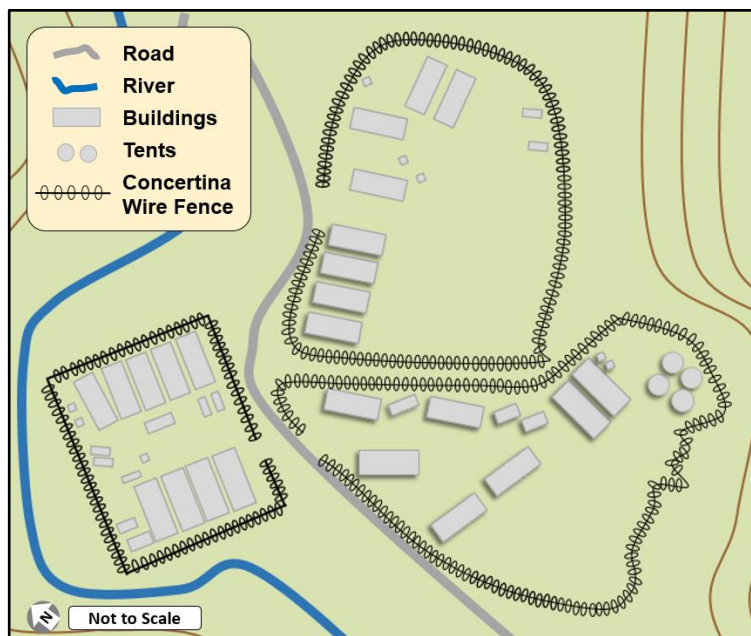 Road
River
Buildings
Tents
Concertina
Wire Fence
N
Not to Scale